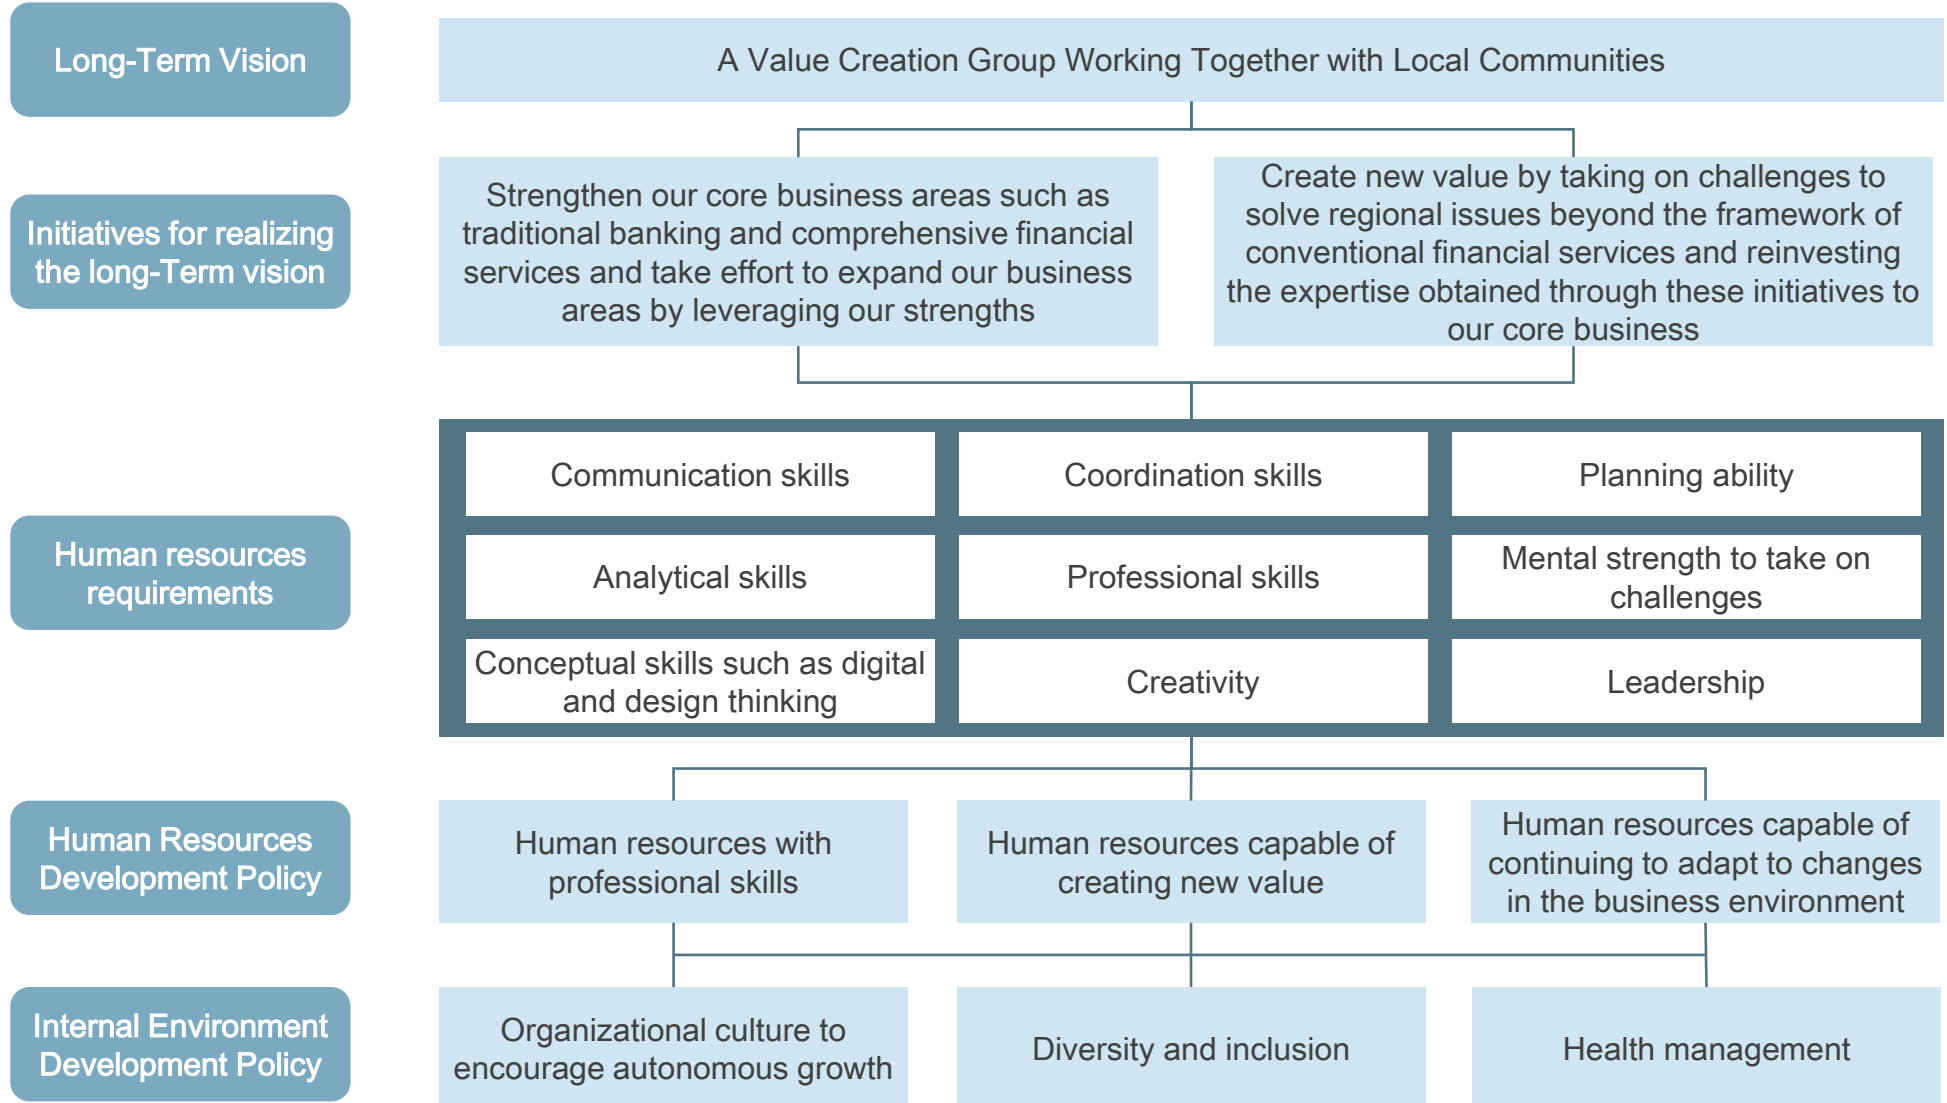 Long-Term Vision
A Value Creation Group Working Together with Local Communities
Initiatives for realizing
the long-Term vision
Strengthen our core business areas such as
traditional banking and comprehensive financial
services and take effort to expand our business
areas by leveraging our strengths
Create new value by taking on challenges to
solve regional issues beyond the framework of
conventional financial services and reinvesting
the expertise obtained through these initiatives to
our core business
Human resources
requirements
Communication skills
Coordination skills
Planning ability
Analytical skills
Professional skills
Mental strength to take on
challenges
Conceptual skills such as digital
and design thinking
Creativity
Leadership
Human Resources
Development Policy
Human resources with
professional skills
Human resources capable of
creating new value
Human resources capable of
continuing to adapt to changes
in the business environment
Internal Environment
Development Policy
Organizational culture to
encourage autonomous growth
Diversity and inclusion
Health management